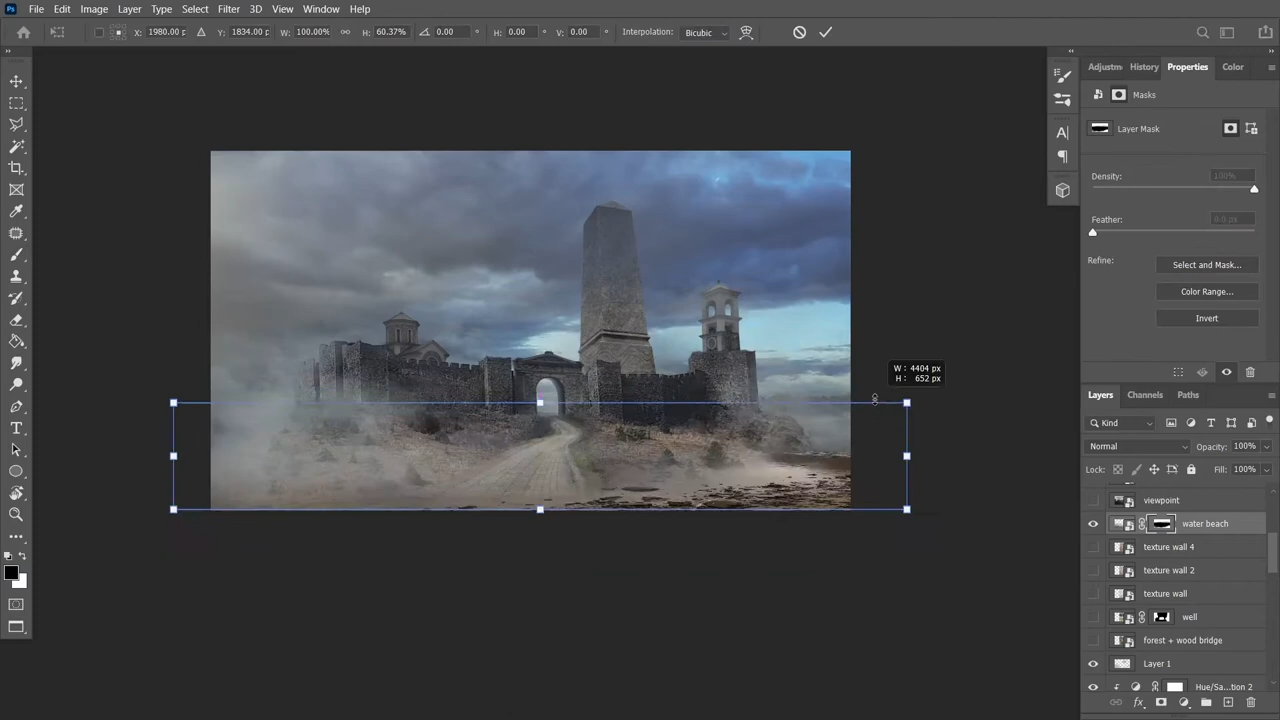 Ps File Edit Image Layer Type Select Filter 3D View Window Help
X: 1980.00 p Y: 1834.00 p W: 100.00% H: 60.37% 0.00 ° H: 0.00 ° V: 0.00 ° Interpolation: Bicubic
Adjustm History Properties Color
Masks
Layer Mask
Density: 100%
Feather: 0.0 px
Refine: Select and Mask...
Color Range...
Invert
W: 4404 px
H: 652 px
Layers Channels Paths
Kind
Normal Opacity: 100%
Lock: Fill: 100%
viewpoint
water beach
texture wall 4
texture wall 2
texture wall
well
forest + wood bridge
Layer 1
Hue/Sa...tion 2
fx